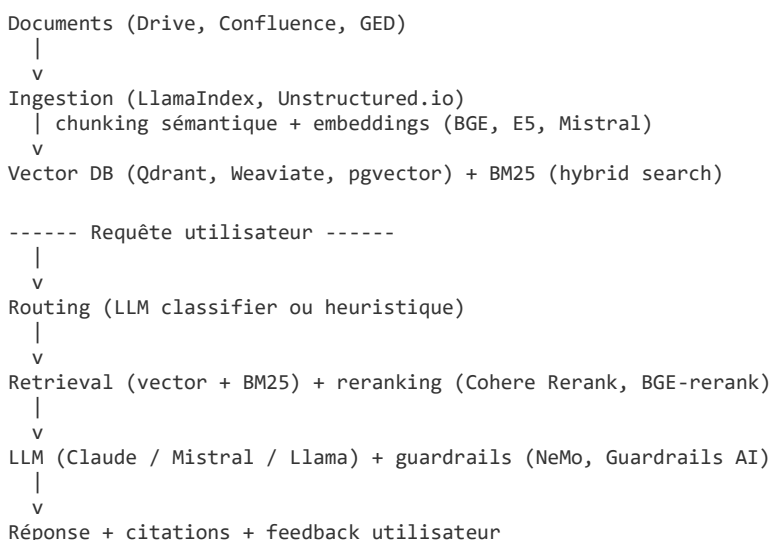 Documents (Drive, Confluence, GED)
|
v
Ingestion (LlamaIndex, Unstructured.io)
| chunking sémantique + embeddings (BGE, E5, Mistral)
v
Vector DB (Qdrant, Weaviate, pgvector) + BM25 (hybrid search)
------ Requête utilisateur ------
|
v
Routing (LLM classifier ou heuristique)
|
v
Retrieval (vector + BM25) + reranking (Cohere Rerank, BGE-rerank)
|
v
LLM (Claude / Mistral / Llama) + guardrails (NeMo, Guardrails AI)
|
v
Réponse + citations + feedback utilisateur